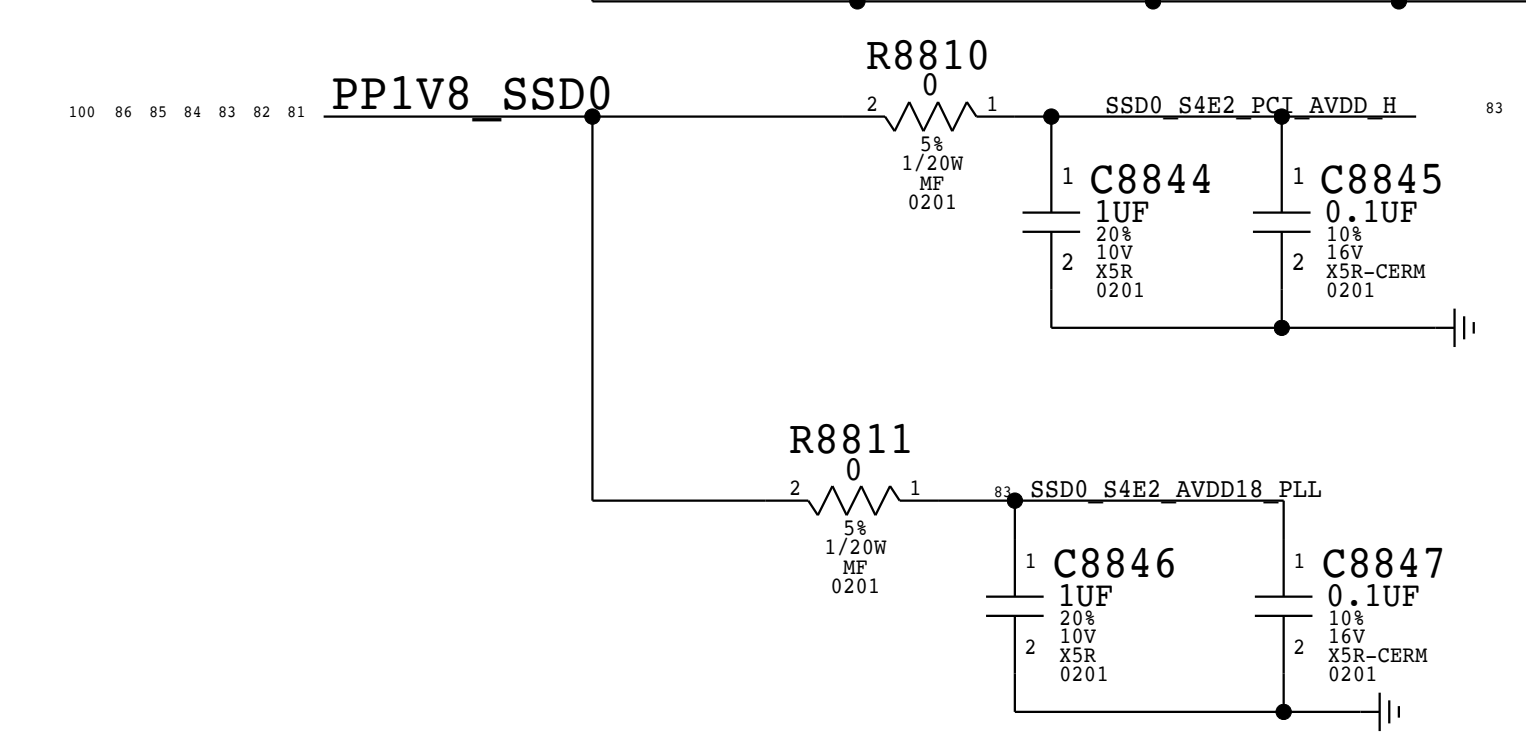 R8810
PP1V8_SSD0
0
100 86 85 84 83 82 81
2
1
SSD0_S4E2_PCI_AVDD_H
83
5%
1/20W
MF
0201
1
C8844
1UF
20%
10V
2
X5R
0201
1
C8845
0.1UF
10%
16V
2
X5R-CERM
0201
R8811
0
2
1
83
SSD0_S4E2_AVDD18_PLL
5%
1/20W
MF
0201
1
C8846
1UF
20%
10V
2
X5R
0201
1
C8847
0.1UF
10%
16V
2
X5R-CERM
0201